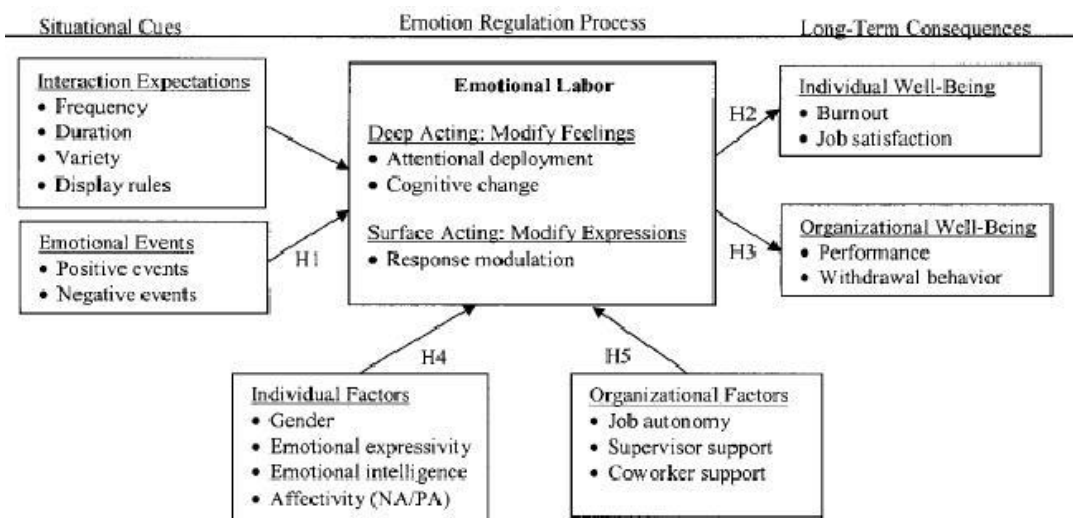 Situational Cues
Emotion Regulation Process
Long-Term Consequences
Interaction Expectations
• Frequency
• Duration
• Variety
• Display rules
Emotional Events
• Positive events
• Negative events
H1
Emotional Labor
Deep Acting: Modify Feelings
• Attentional deployment
• Cognitive change
Surface Acting: Modify Expressions
• Response modulation
H2
H3
Individual Well-Being
• Burnout
• Job satisfaction
Organizational Well-Being
• Performance
• Withdrawal behavior
H4
H5
Individual Factors
• Gender
• Emotional expressivity
• Emotional intelligence
• Affectivity (NA/PA)
Organizational Factors
• Job autonomy
• Supervisor support
• Coworker support